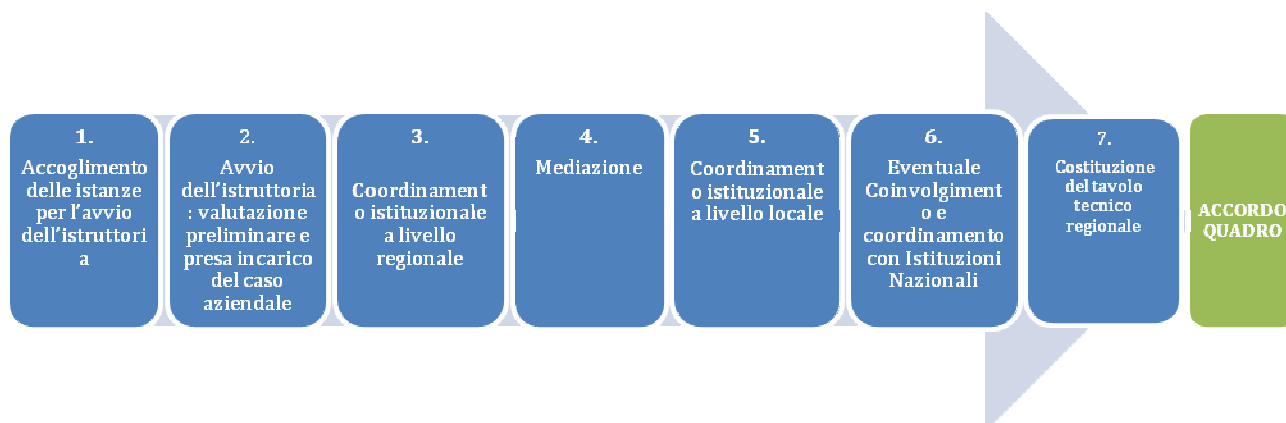 1.
Accoglimento
delle istanze
per l'avvio
dell'istruttori
a
2.
Avvio
dell'istruttoria
: valutazione
preliminare e
presa in carico
del caso
aziendale
3.
Coordinament
o istituzionale
a livello
regionale
4.
Mediazione
5.
Coordinament
o istituzionale
a livello locale
6.
Eventuale
Coinvolgiment
o e
coordinamento
con Istituzioni
Nazionali
7.
Costituzione
del tavolo
tecnico
regionale
ACCORDO
QUADRO